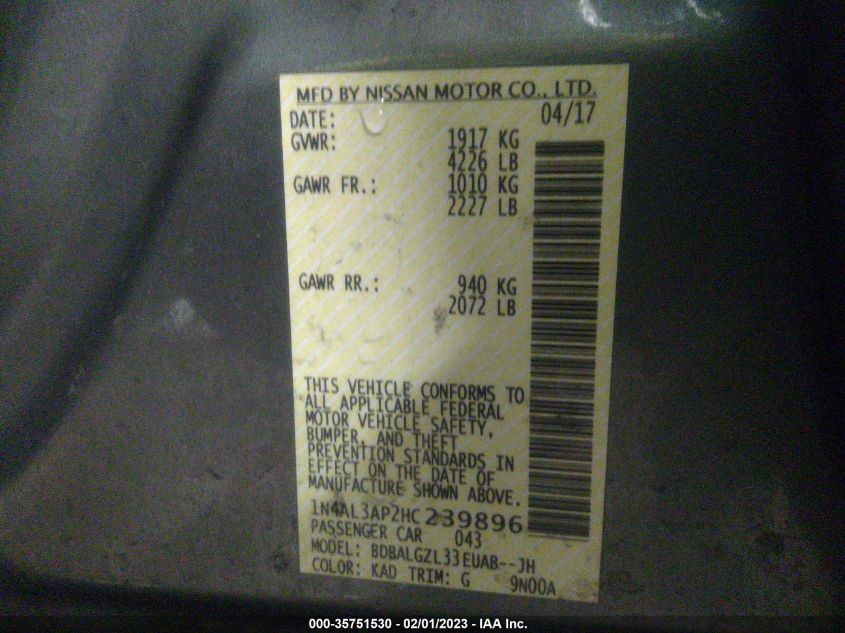 MFD BY NISSAN MOTOR CO., LTD.
DATE: 04/17
GVWR: 1917 KG
4226 LB
GAWR FR.: 1010 KG
2227 LB
GAWR RR.: 940 KG
2072 LB
THIS VEHICLE CONFORMS TO
ALL APPLICABLE FEDERAL
MOTOR VEHICLE SAFETY,
BUMPER, AND THEFT
PREVENTION STANDARDS IN
EFFECT ON THE DATE OF
MANUFACTURE SHOWN ABOVE.
1N4AL3AP2HC239896
PASSENGER CAR 043
MODEL: BDBALGZL33EUAB--JH
COLOR: KAD TRIM: G 9N00A
000-35751530 - 02/01/2023 - IAA Inc.